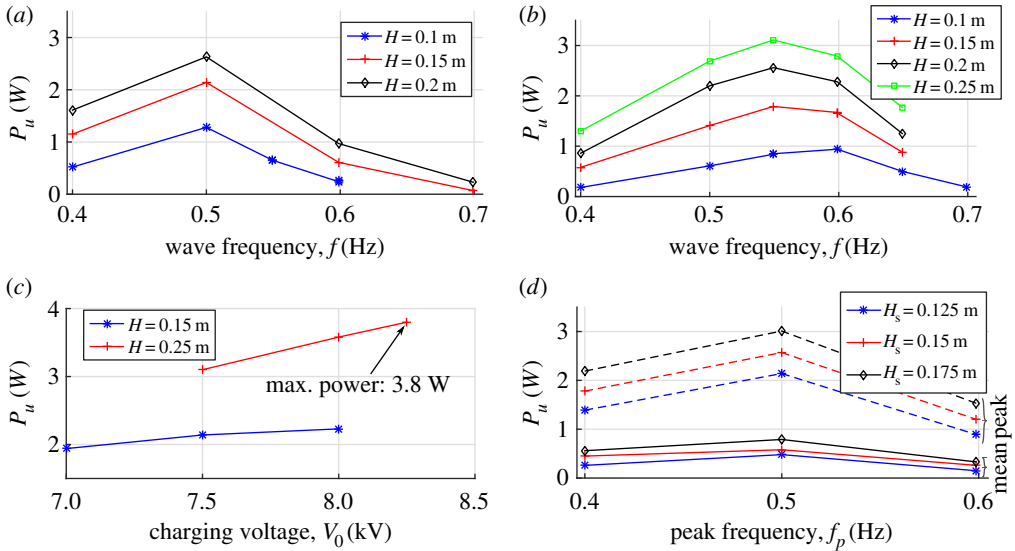 (a)
H = 0.1 m
H = 0.15 m
H = 0.2 m
P_u (W)
3
2
1
0
0.4 0.5 0.6 0.7
wave frequency, f (Hz)
(b)
H = 0.1 m
H = 0.15 m
H = 0.2 m
H = 0.25 m
P_u (W)
3
2
1
0
0.4 0.5 0.6 0.7
wave frequency, f (Hz)
(c)
H = 0.15 m
H = 0.25 m
max. power: 3.8 W
P_u (W)
4
3
2
7.0 7.5 8.0 8.5
charging voltage, V_0 (kV)
(d)
H_s = 0.125 m
H_s = 0.15 m
H_s = 0.175 m
P_u (W)
3
2
1
0
0.4 0.5 0.6
peak frequency, f_p (Hz)
mean peak